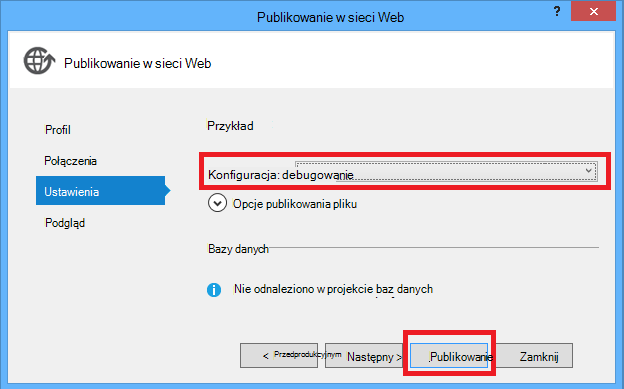 Publikowanie w sieci Web
?
Publikowanie w sieci Web
Profil
Połączenia
Ustawienia
Podgląd
Przykład
Konfiguracja: debugowanie
Opcje publikowania pliku
Bazy danych
Nie odnaleziono w projekcie baz danych
< Przedprodukcyjnym
Następny >
Publikowanie
Zamknij